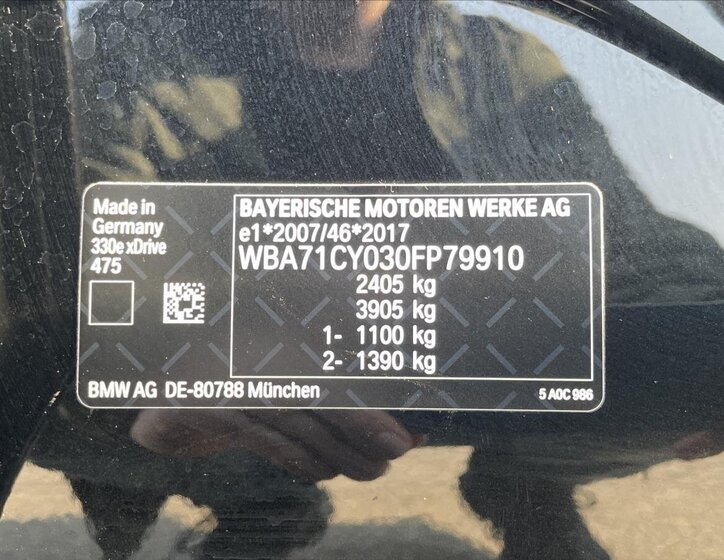 Made in
Germany
330e xDrive
475
BAYERISCHE MOTOREN WERKE AG
e1*2007/46*2017
WBA71CY030FP79910
2405 kg
3905 kg
1- 1100 kg
2- 1390 kg
BMW AG DE-80788 München
5 A0C 986